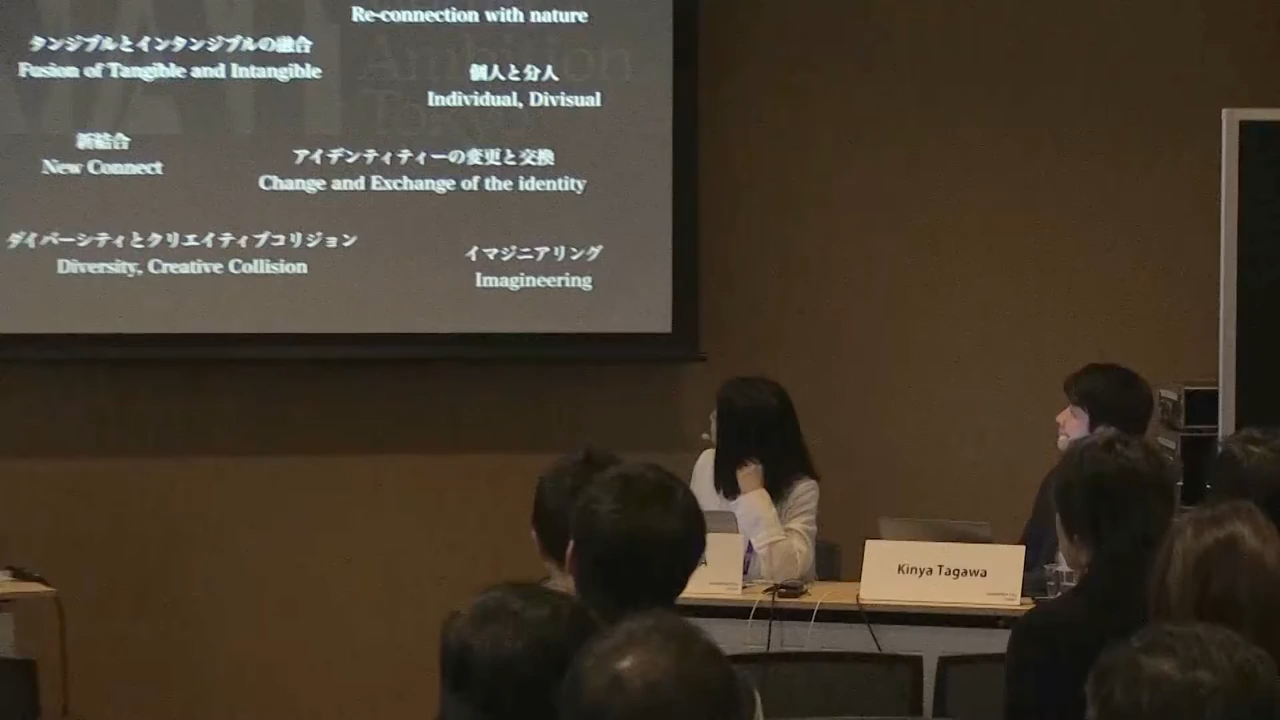 Re-connection with nature
タンジブルとインタンジブルの融合
Fusion of Tangible and Intangible
個人と分人
Individual, Divisual
新結合
New Connect
アイデンティティーの変更と交換
Change and Exchange of the identity
ダイバーシティとクリエイティブコリジョン
Diversity, Creative Collision
イマジニアリング
Imagineering
Kinya Tagawa